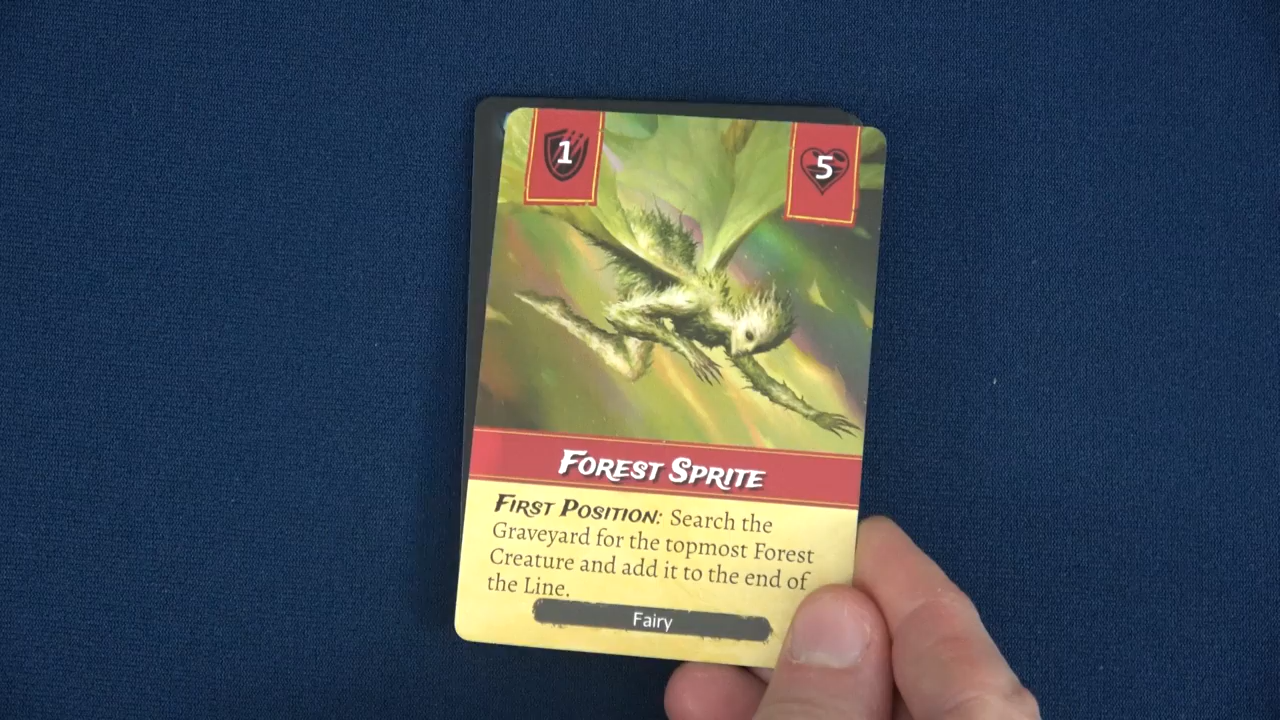 1
5
Forest Sprite
First Position: Search the
Graveyard for the topmost Forest
Creature and add it to the end of
the Line.
Fairy